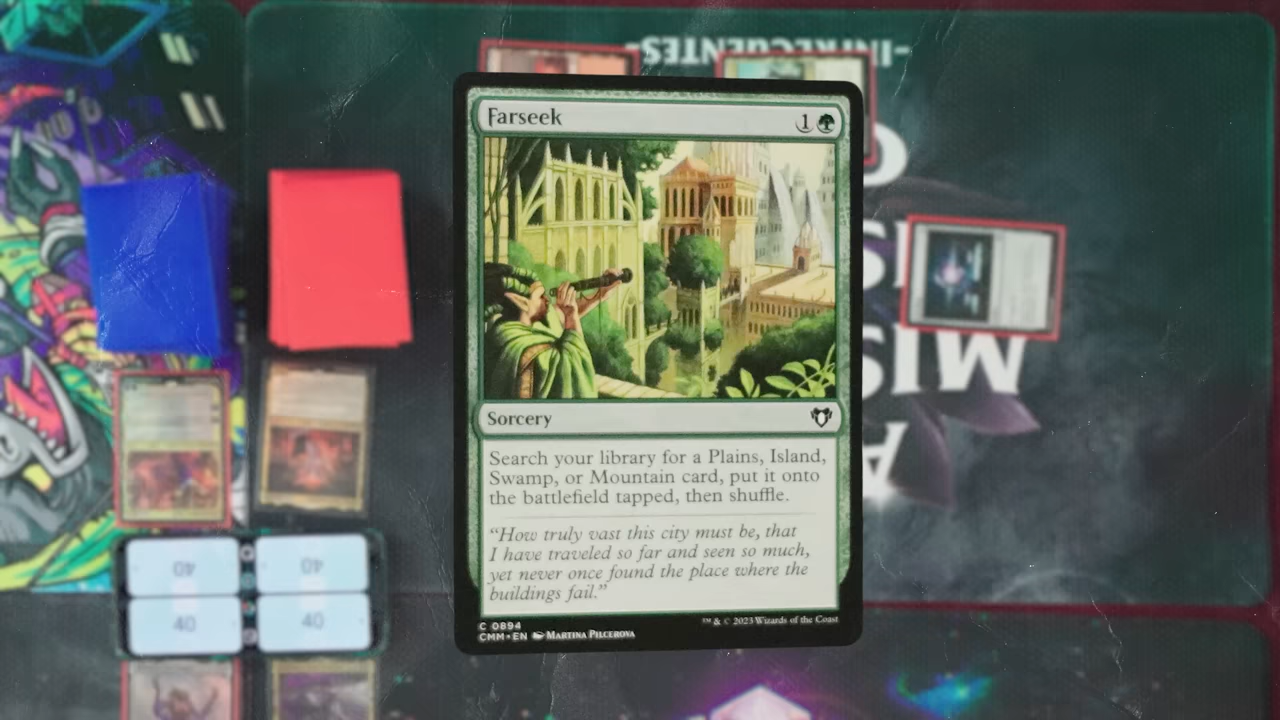 -INFRECUENTES-
Farseek
1
Sorcery
Search your library for a Plains, Island,
Swamp, or Mountain card, put it onto
the battlefield tapped, then shuffle.
“How truly vast this city must be, that
I have traveled so far and seen so much,
yet never once found the place where the
buildings fail.”
C 0894
CMM • EN MARTINA PILCEROVA
™ & © 2023 Wizards of the Coast
40
40
40
40